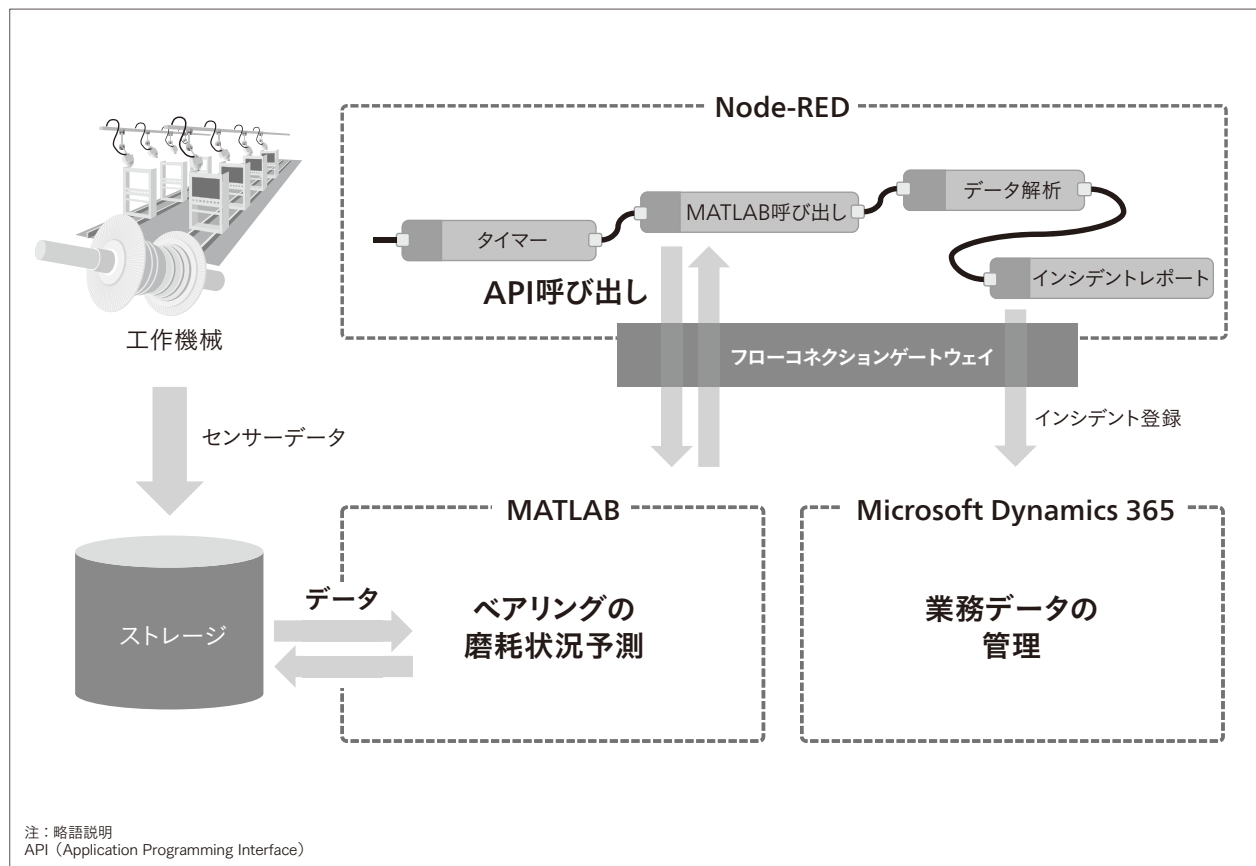 Node-RED
タイマー
MATLAB呼び出し
データ解析
インシデントレポート
API呼び出し
フローコネクションゲートウェイ
工作機械
センサーデータ
インシデント登録
ストレージ
データ
MATLAB
ベアリングの
磨耗状況予測
Microsoft Dynamics 365
業務データの
管理
注：略語説明
API（Application Programming Interface）